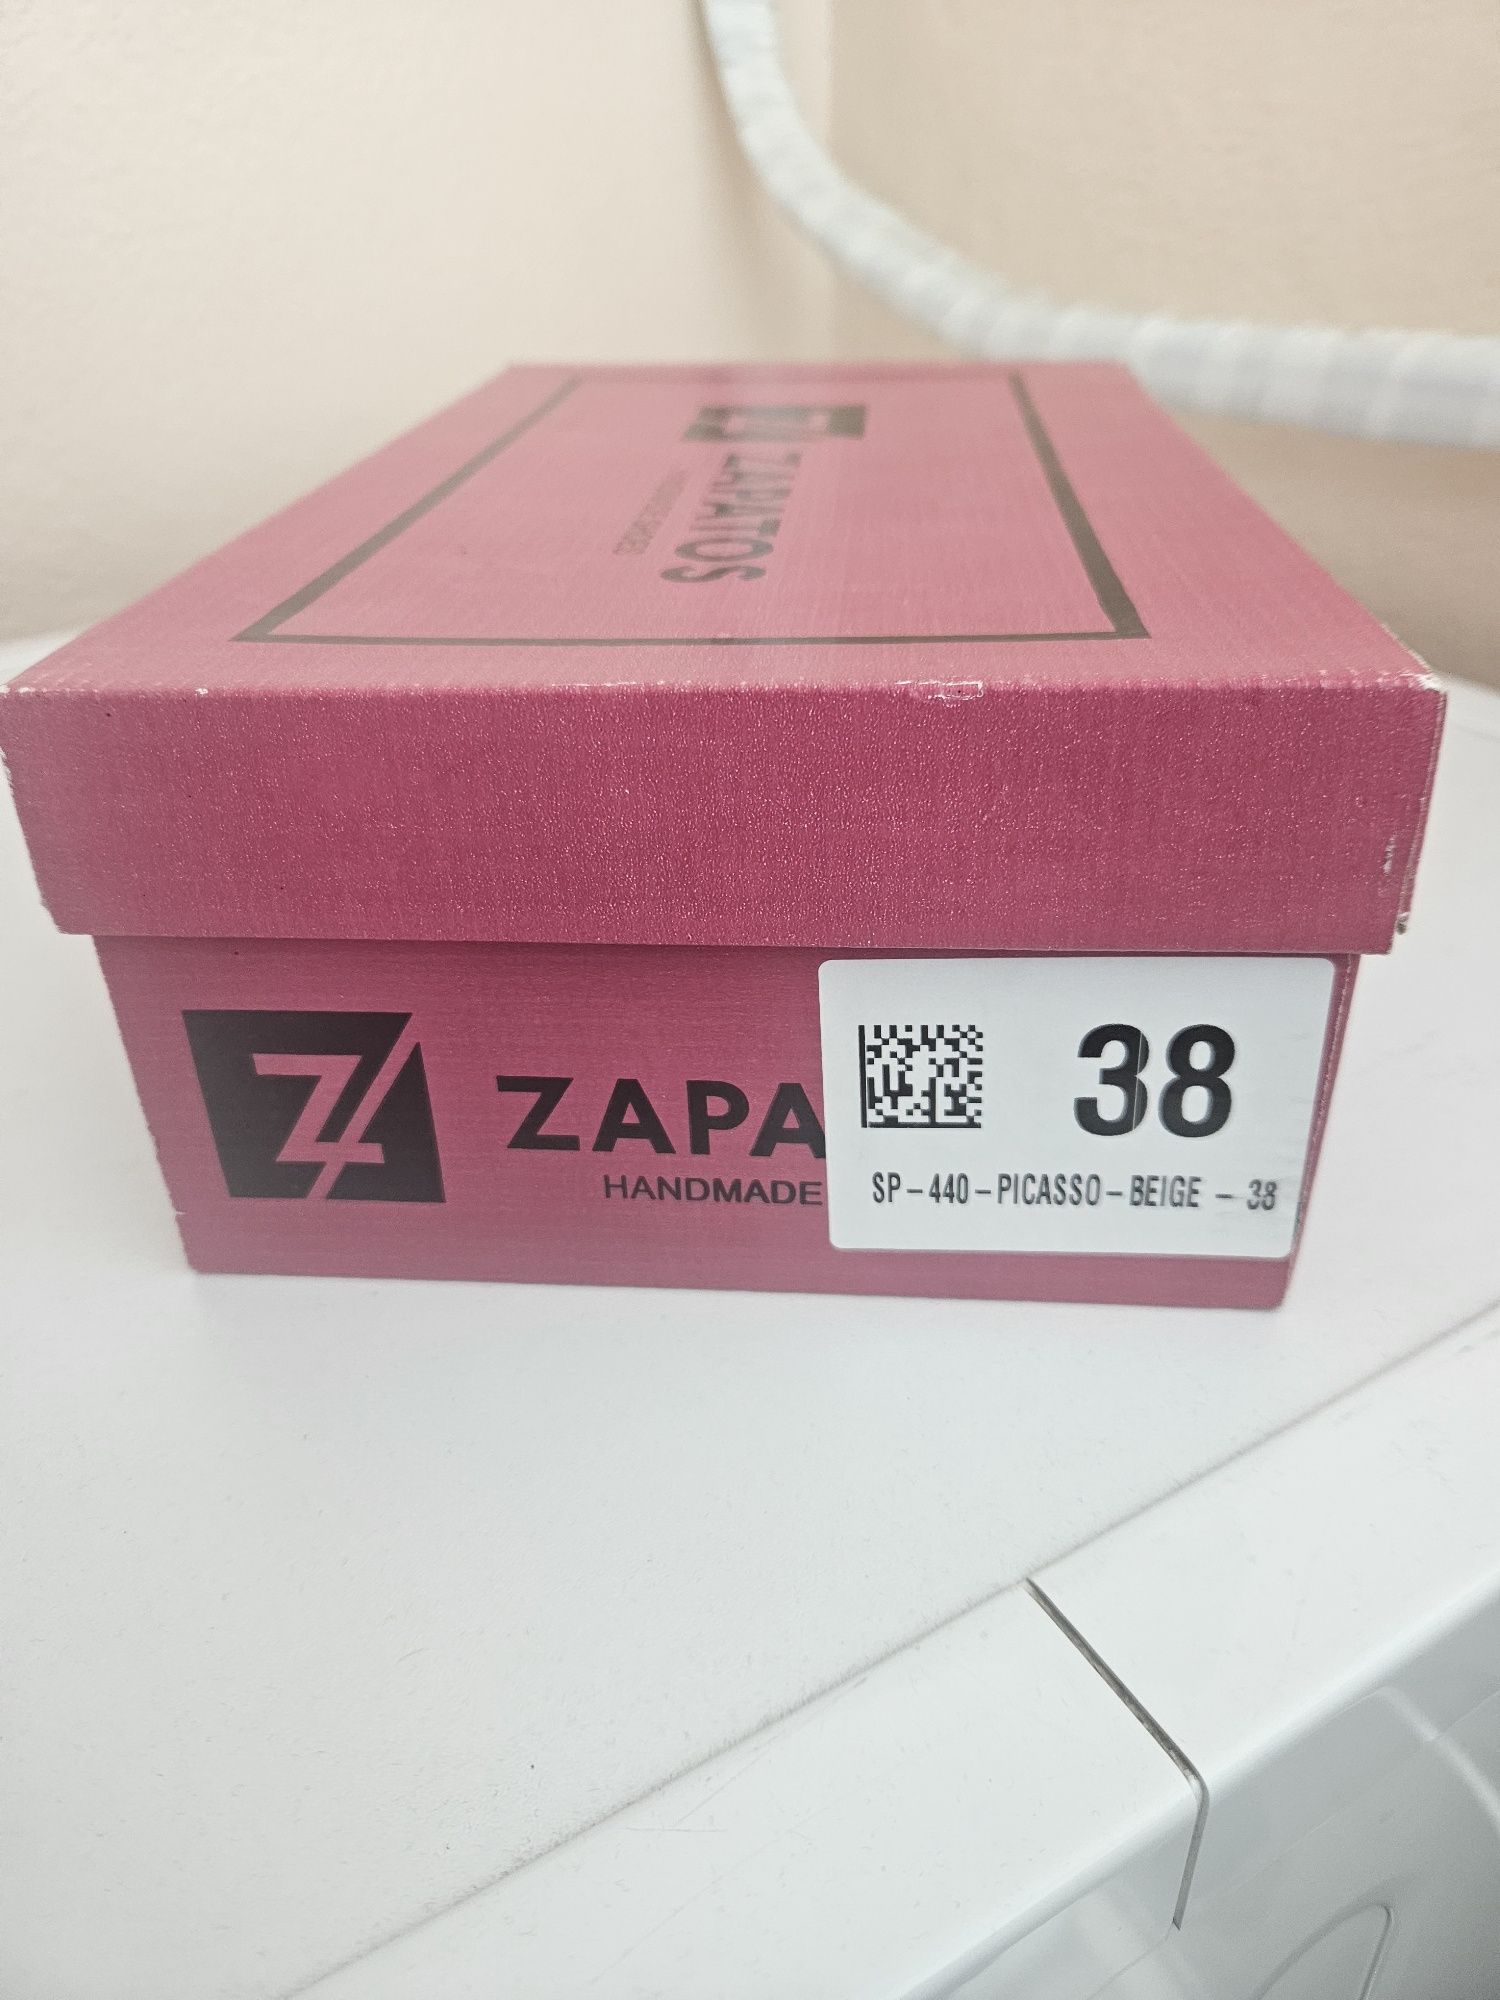 ZAPATOS
ZAPA
HANDMADE
38
SP-440-PICASSO-BEIGE - 38